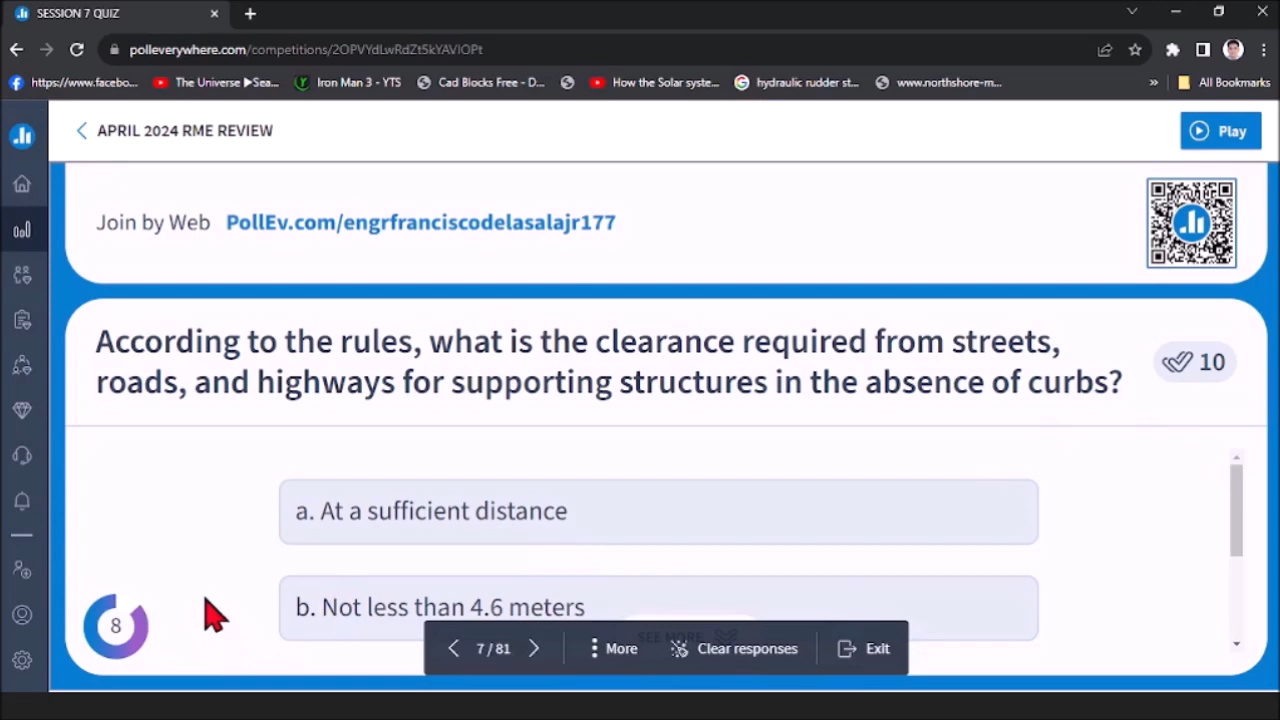 SESSION 7 QUIZ
polleverywhere.com/competitions/2OPVYdLwRdZt5kYAVIOPt
https://www.facebo... The Universe ▶Sea... Iron Man 3 - YTS Cad Blocks Free - D... How the Solar syste... hydraulic rudder st... www.northshore-m... » All Bookmarks
APRIL 2024 RME REVIEW
Play
Join by Web PollEv.com/engrfranciscodelasalajr177
According to the rules, what is the clearance required from streets,
roads, and highways for supporting structures in the absence of curbs?
10
a. At a sufficient distance
b. Not less than 4.6 meters
8
SEE MORE
7 / 81 More Clear responses Exit